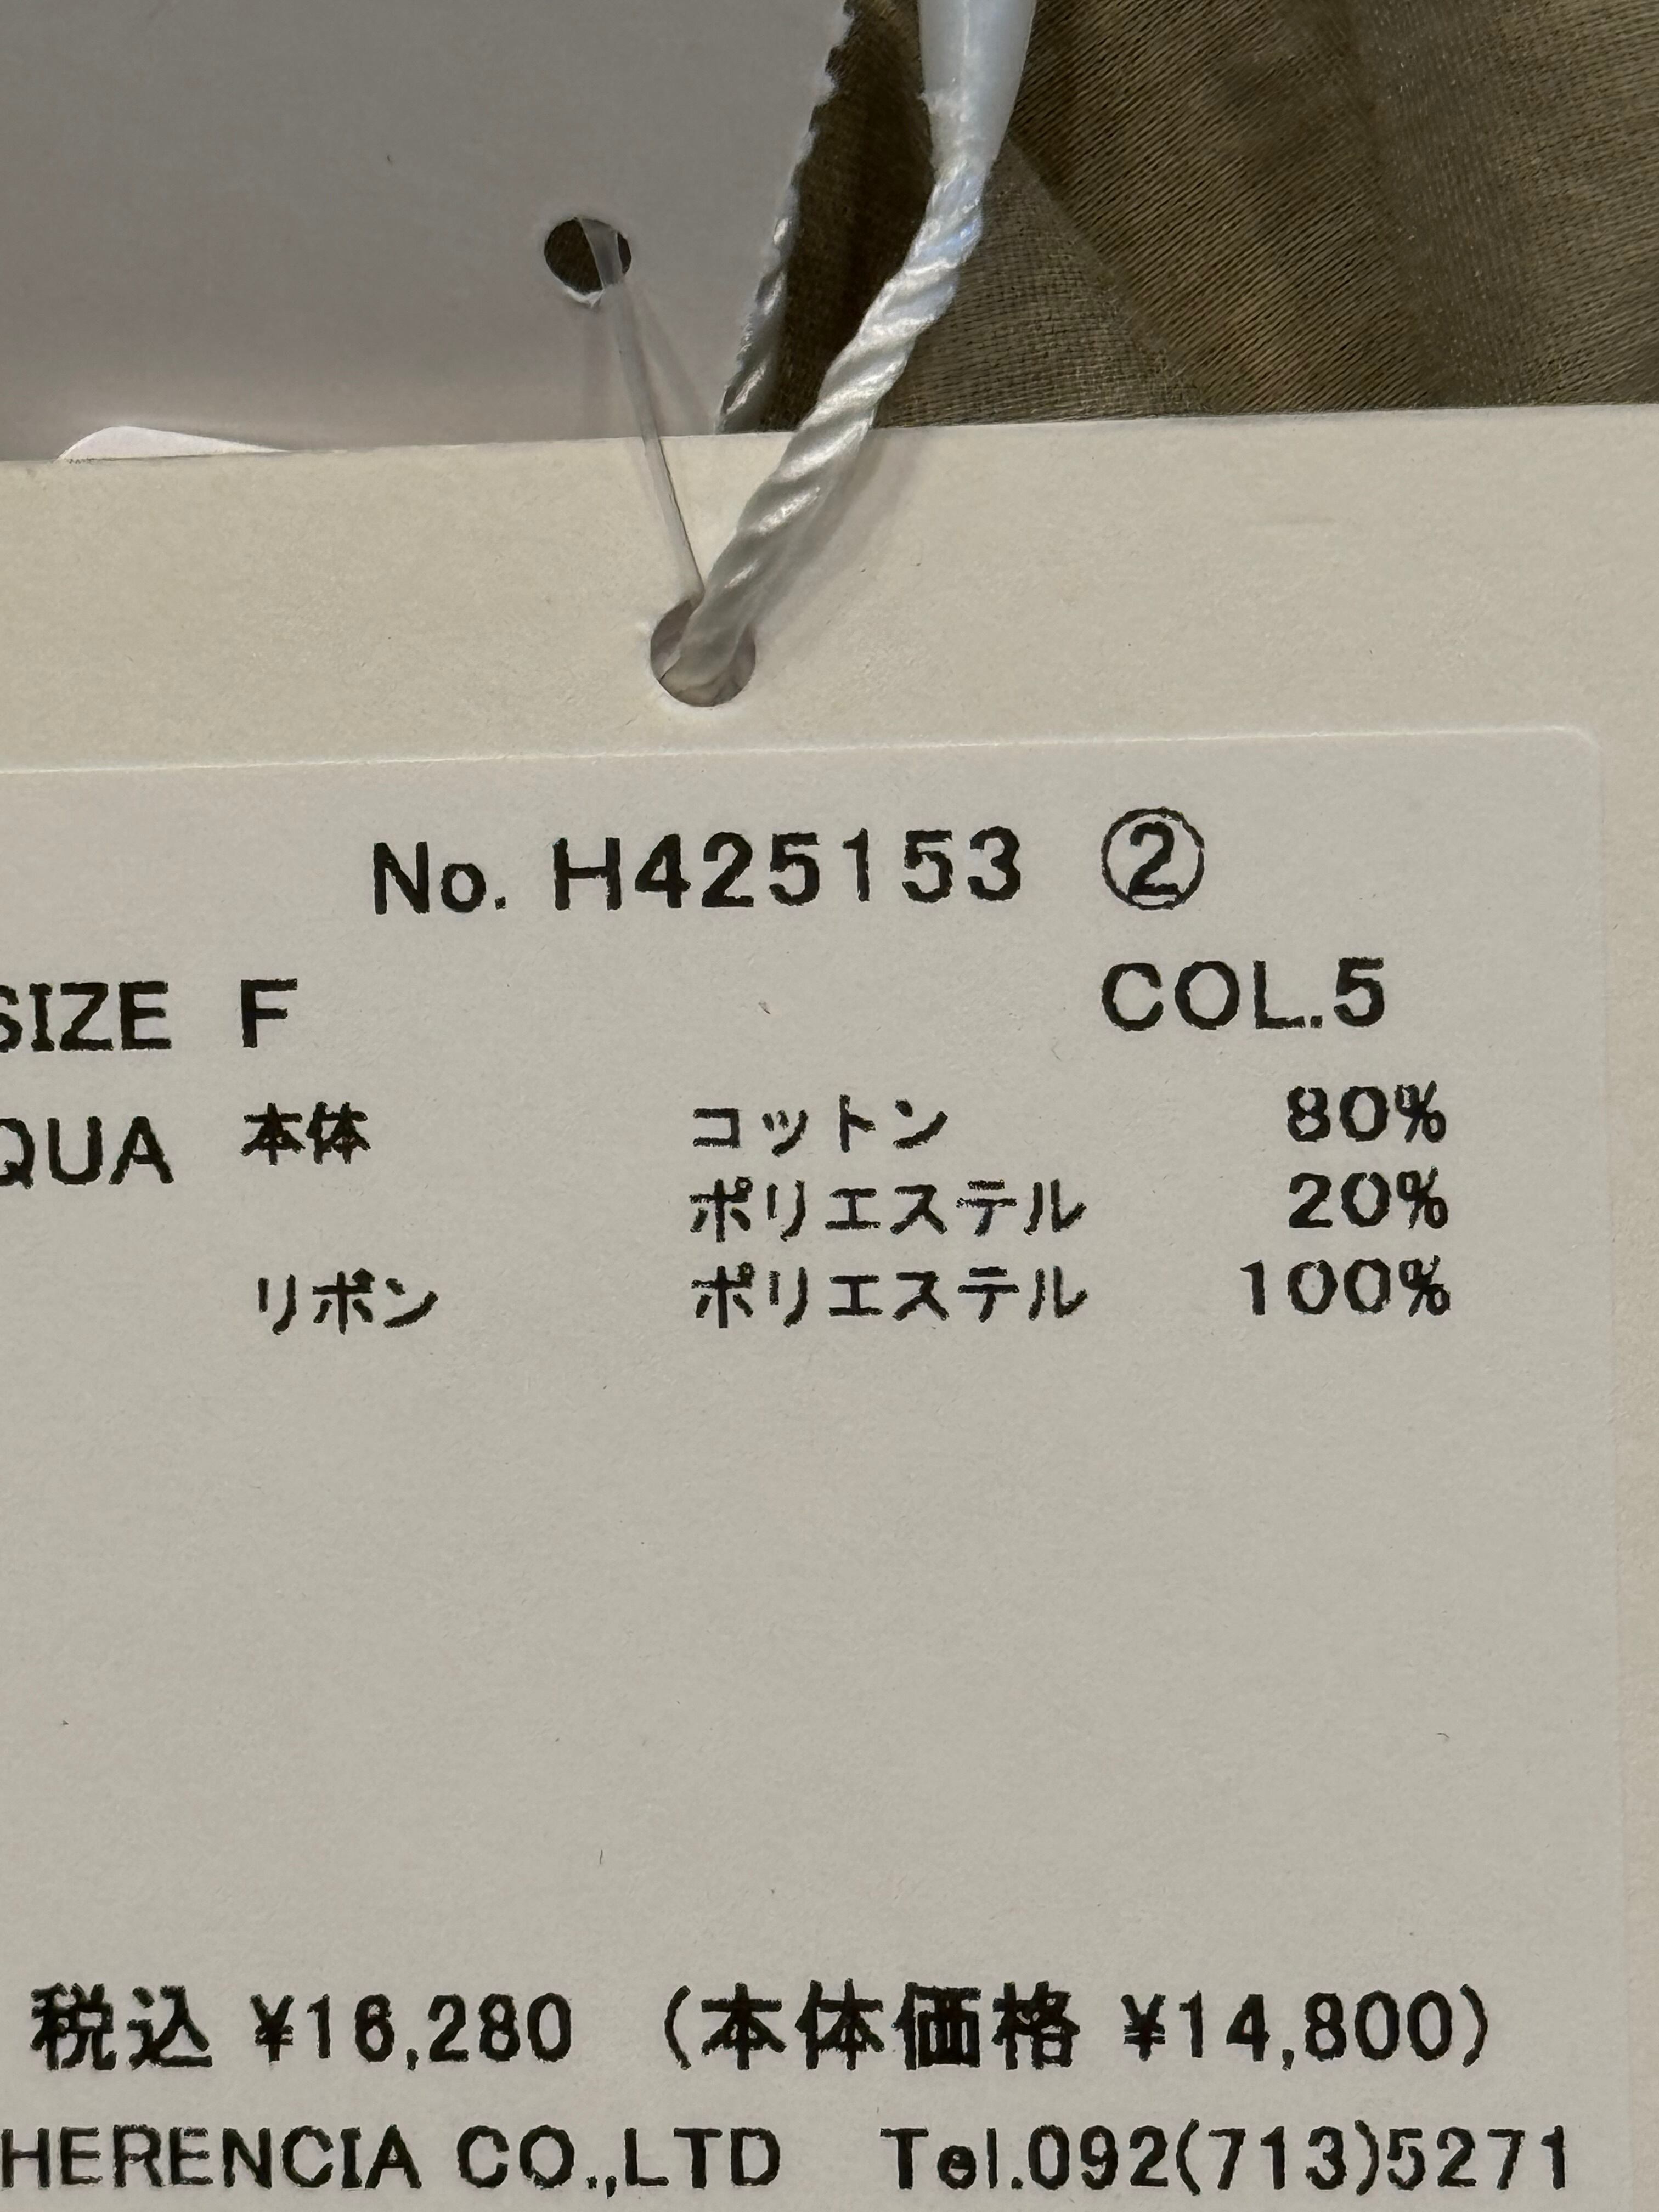 No. H425153 ②
SIZE F COL.5
QUA 本体 コットン 80%
ポリエステル 20%
リボン ポリエステル 100%
税込 ¥16,280 (本体価格 ¥14,800)
HERENCIA CO.,LTD Tel.092(713)5271